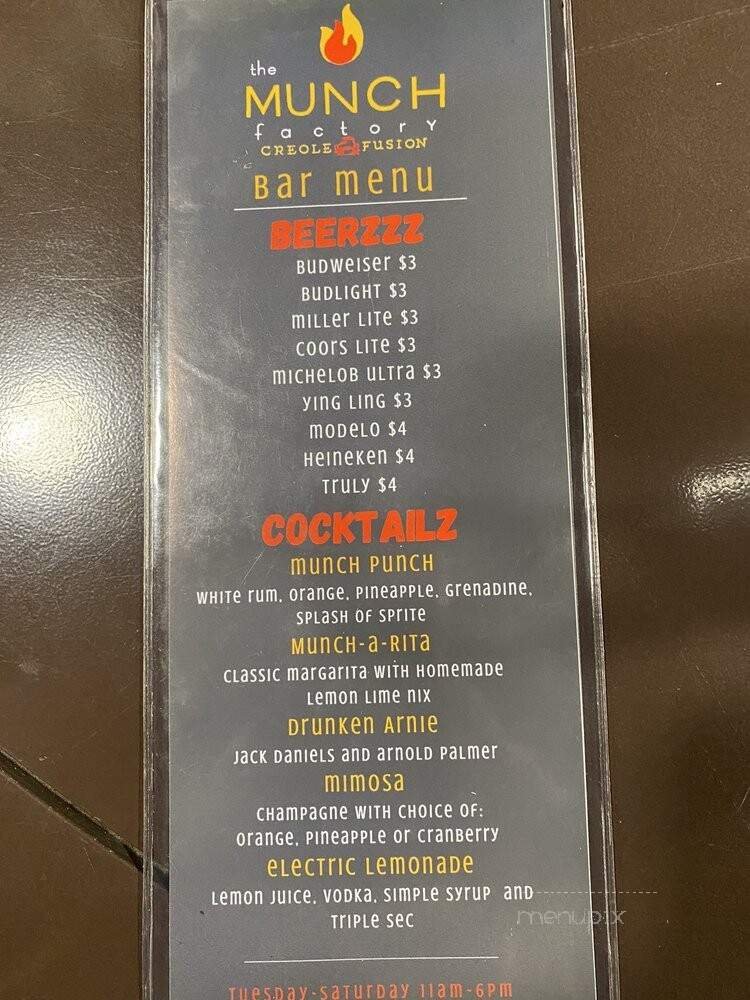 the
MUNCH
factory
CREOLE FUSION
Bar menu
BEERZZZ
Budweiser $3
Budlight $3
Miller Lite $3
Coors Lite $3
Michelob Ultra $3
Ying Ling $3
Modelo $4
Heineken $4
Truly $4
COCKTAILZ
Munch Punch
White rum, orange, pineapple, grenadine,
splash of sprite
Munch-a-Rita
Classic margarita with homemade
lemon lime nix
Drunken Arnie
Jack Daniels and Arnold Palmer
Mimosa
Champagne with choice of:
orange, pineapple or cranberry
Electric Lemonade
Lemon juice, vodka, simple syrup and
triple sec
menupix
Tuesday-Saturday 11am-6pm